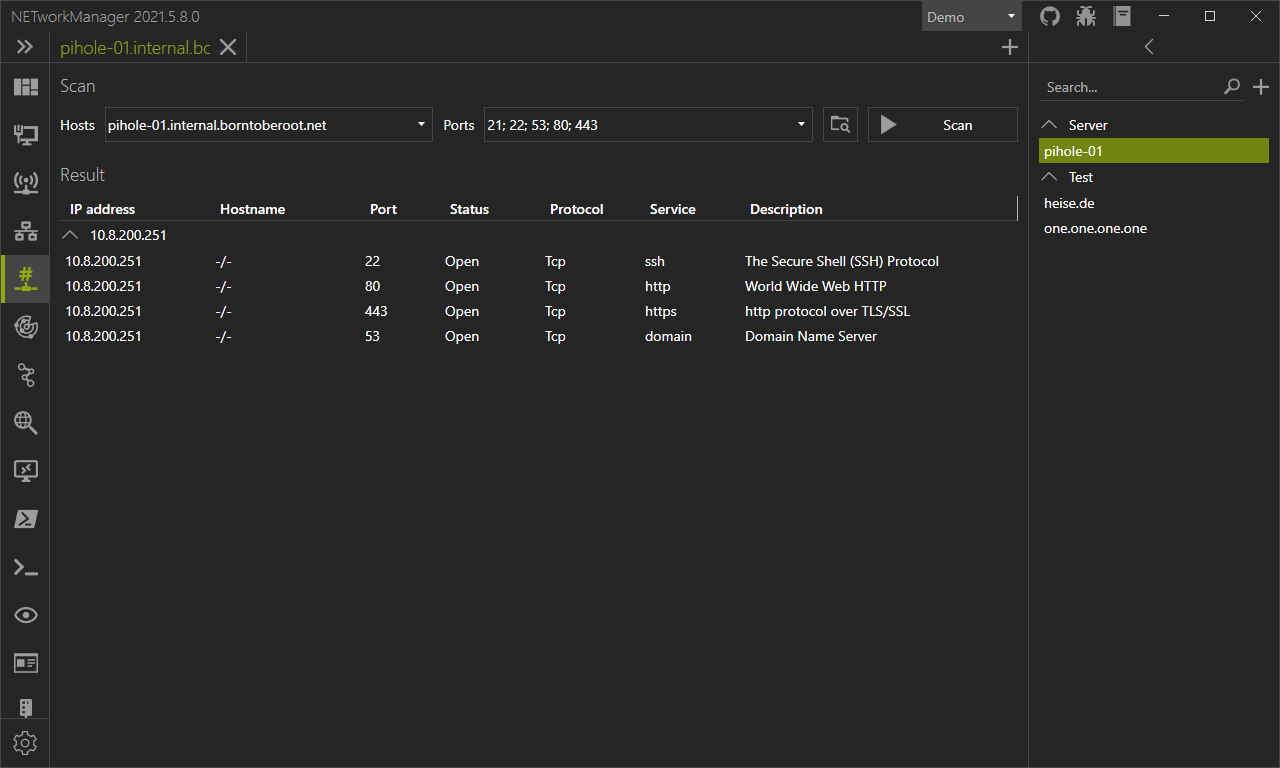 NETworkManager 2021.5.8.0
Demo
pihole-01.internal.bc
Scan
Hosts pihole-01.internal.borntoberoot.net Ports 21; 22; 53; 80; 443 Scan
Result
IP address Hostname Port Status Protocol Service Description
10.8.200.251
10.8.200.251 -/- 22 Open Tcp ssh The Secure Shell (SSH) Protocol
10.8.200.251 -/- 80 Open Tcp http World Wide Web HTTP
10.8.200.251 -/- 443 Open Tcp https http protocol over TLS/SSL
10.8.200.251 -/- 53 Open Tcp domain Domain Name Server
Search...
Server
pihole-01
Test
heise.de
one.one.one.one